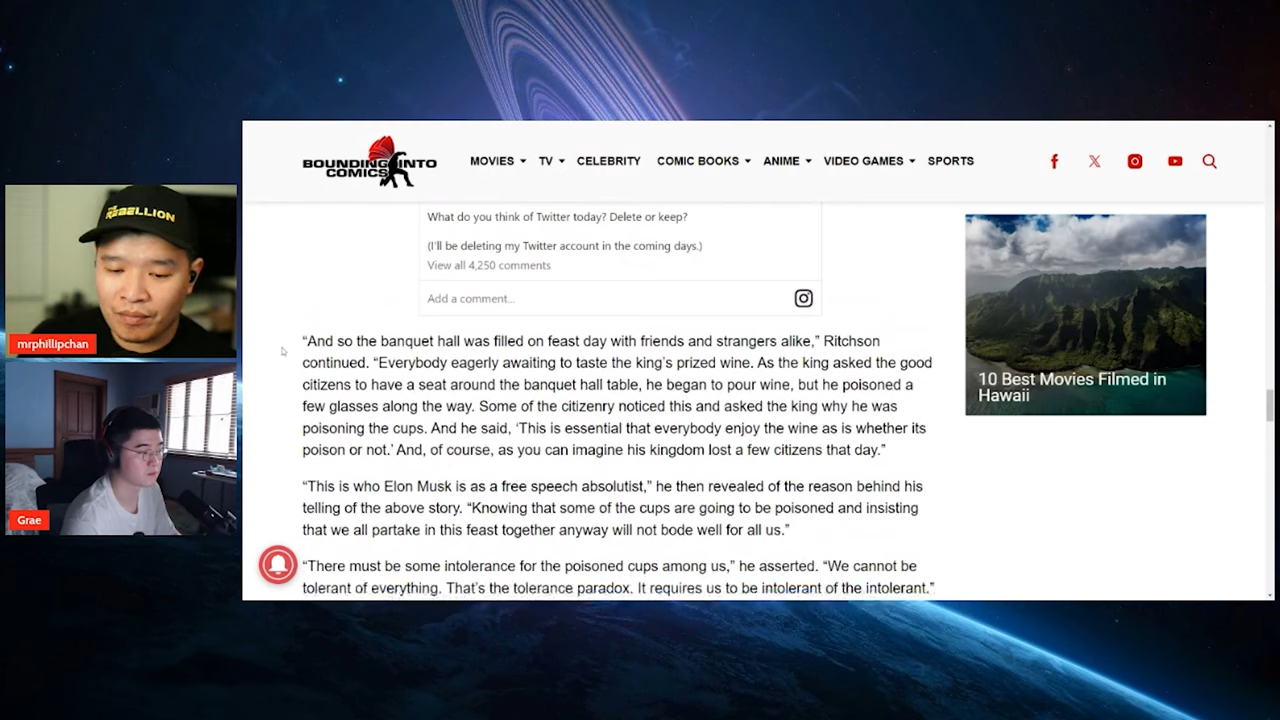 BOUNDING INTO
COMICS
MOVIES TV CELEBRITY COMIC BOOKS ANIME VIDEO GAMES SPORTS
What do you think of Twitter today? Delete or keep?
(I'll be deleting my Twitter account in the coming days.)
View all 4,250 comments
Add a comment...
“And so the banquet hall was filled on feast day with friends and strangers alike,” Ritchson
continued. “Everybody eagerly awaiting to taste the king’s prized wine. As the king asked the good
citizens to have a seat around the banquet hall table, he began to pour wine, but he poisoned a
few glasses along the way. Some of the citizenry noticed this and asked the king why he was
poisoning the cups. And he said, ‘This is essential that everybody enjoy the wine as is whether its
poison or not.’ And, of course, as you can imagine his kingdom lost a few citizens that day.”
“This is who Elon Musk is as a free speech absolutist,” he then revealed of the reason behind his
telling of the above story. “Knowing that some of the cups are going to be poisoned and insisting
that we all partake in this feast together anyway will not bode well for all us.”
“There must be some intolerance for the poisoned cups among us,” he asserted. “We cannot be
tolerant of everything. That’s the tolerance paradox. It requires us to be intolerant of the intolerant.”
10 Best Movies Filmed in
Hawaii
REBELLION
mrphillipchan
Grae